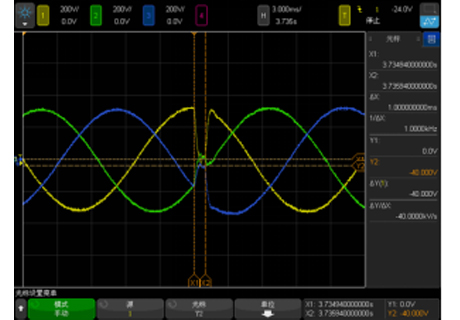 1 200V/ 0.0V 2 200V/ 0.0V 3 200V/ 0.0V 4 H 3.000ms/ 3.735s T 1 -24.0V 停止
光标
X1:
3.734940000000s
X2:
3.735940000000s
ΔX:
1.000000000ms
1/ΔX:
1.0000kHz
Y1:
0.0V
Y2:
-40.000V
ΔY(1):
-40.000V
ΔY/ΔX:
-40.0000kV/s
X1 X2
光标设置菜单
模式
手动
源
1
光标
Y2
单位
X1: 3.734940000000s
X2: 3.735940000000s
Y1: 0.0V
Y2: -40.000V